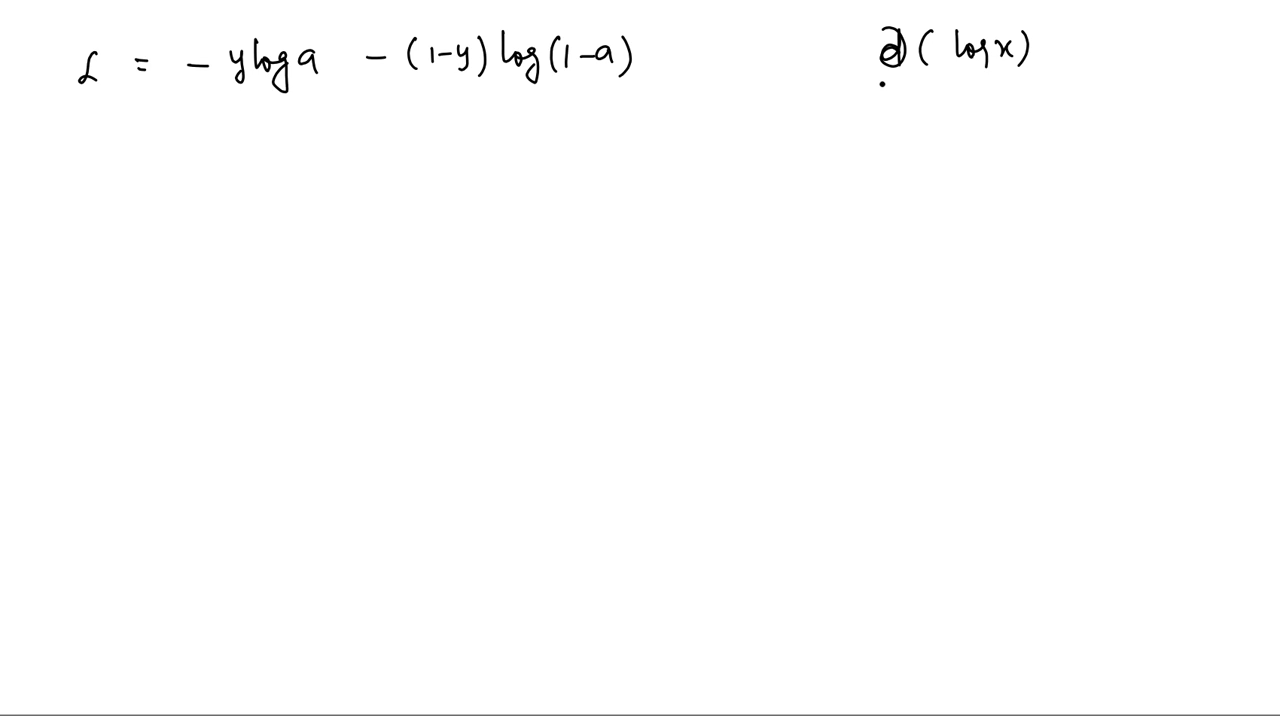 L = - y log a - (1-y) log(1-a)
d( log x)